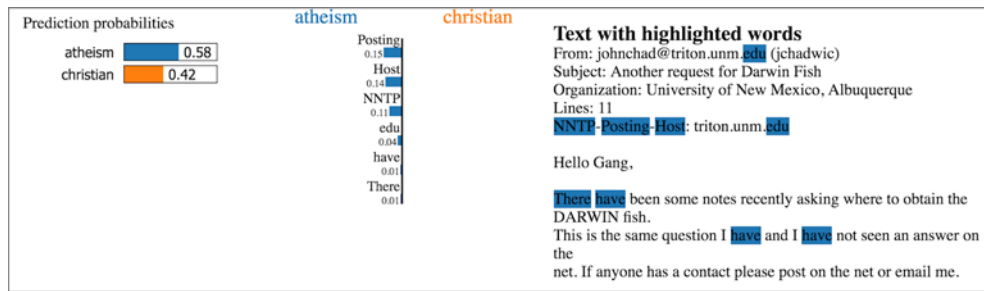 Prediction probabilities
atheism 0.58
christian 0.42
atheism christian
Posting
0.15
Host
0.14
NNTP
0.11
edu
0.04
have
0.01
There
0.01
Text with highlighted words
From: johnchad@triton.unm.edu (jchadwic)
Subject: Another request for Darwin Fish
Organization: University of New Mexico, Albuquerque
Lines: 11
NNTP-Posting-Host: triton.unm.edu
Hello Gang,
There have been some notes recently asking where to obtain the
DARWIN fish.
This is the same question I have and I have not seen an answer on
the
net. If anyone has a contact please post on the net or email me.